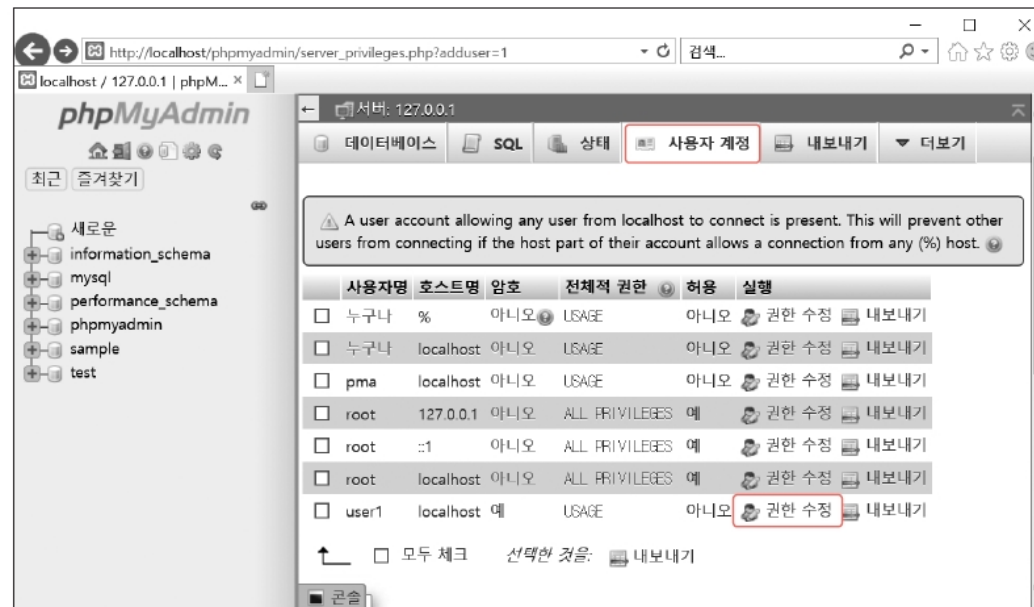 http://localhost/phpmyadmin/server_privileges.php?adduser=1
검색...
localhost / 127.0.0.1 | phpM...
phpMyAdmin
최근 즐겨찾기
새로운
information_schema
mysql
performance_schema
phpmyadmin
sample
test
서버: 127.0.0.1
데이터베이스 SQL 상태 사용자 계정 내보내기 더보기
A user account allowing any user from localhost to connect is present. This will prevent other
users from connecting if the host part of their account allows a connection from any (%) host.
사용자명 호스트명 암호 전체적 권한 허용 실행
누구나 % 아니오 USAGE 아니오 권한 수정 내보내기
누구나 localhost 아니오 USAGE 아니오 권한 수정 내보내기
pma localhost 아니오 USAGE 아니오 권한 수정 내보내기
root 127.0.0.1 아니오 ALL PRIVILEGES 예 권한 수정 내보내기
root ::1 아니오 ALL PRIVILEGES 예 권한 수정 내보내기
root localhost 아니오 ALL PRIVILEGES 예 권한 수정 내보내기
user1 localhost 예 USAGE 아니오 권한 수정 내보내기
모두 체크 선택한 것을: 내보내기
콘솔